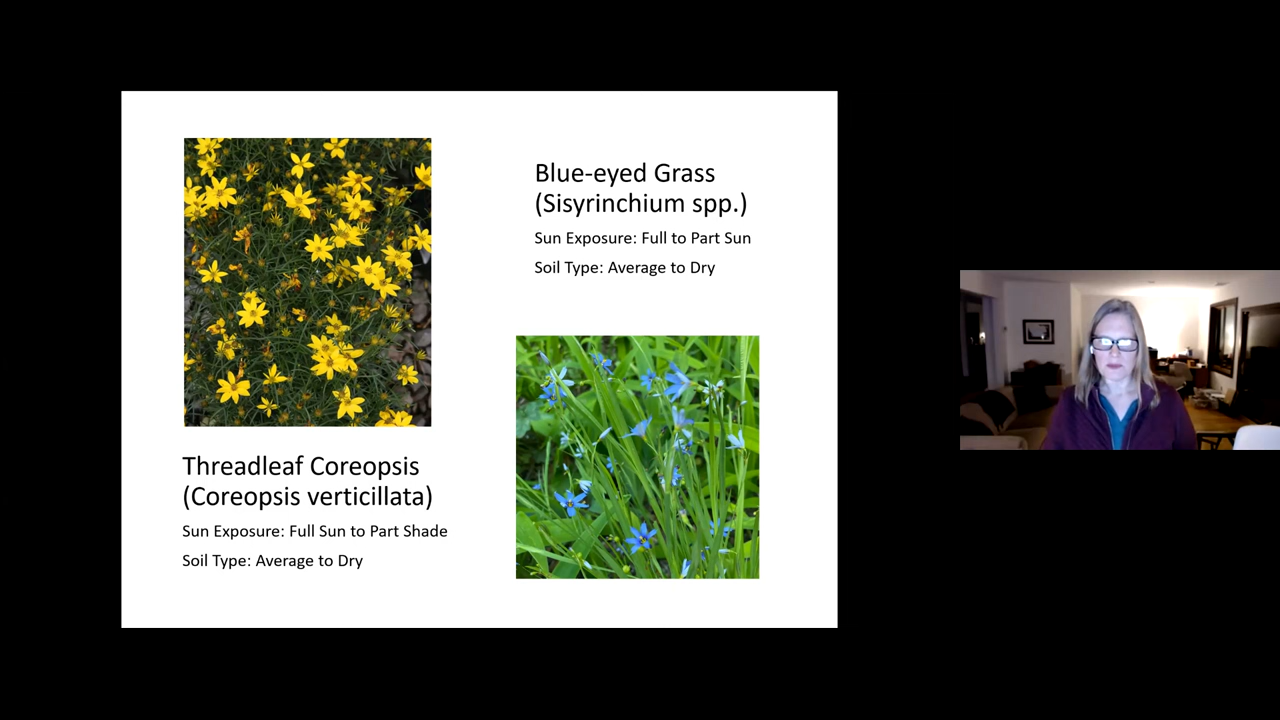 Blue-eyed Grass
(Sisyrinchium spp.)
Sun Exposure: Full to Part Sun
Soil Type: Average to Dry
Threadleaf Coreopsis
(Coreopsis verticillata)
Sun Exposure: Full Sun to Part Shade
Soil Type: Average to Dry